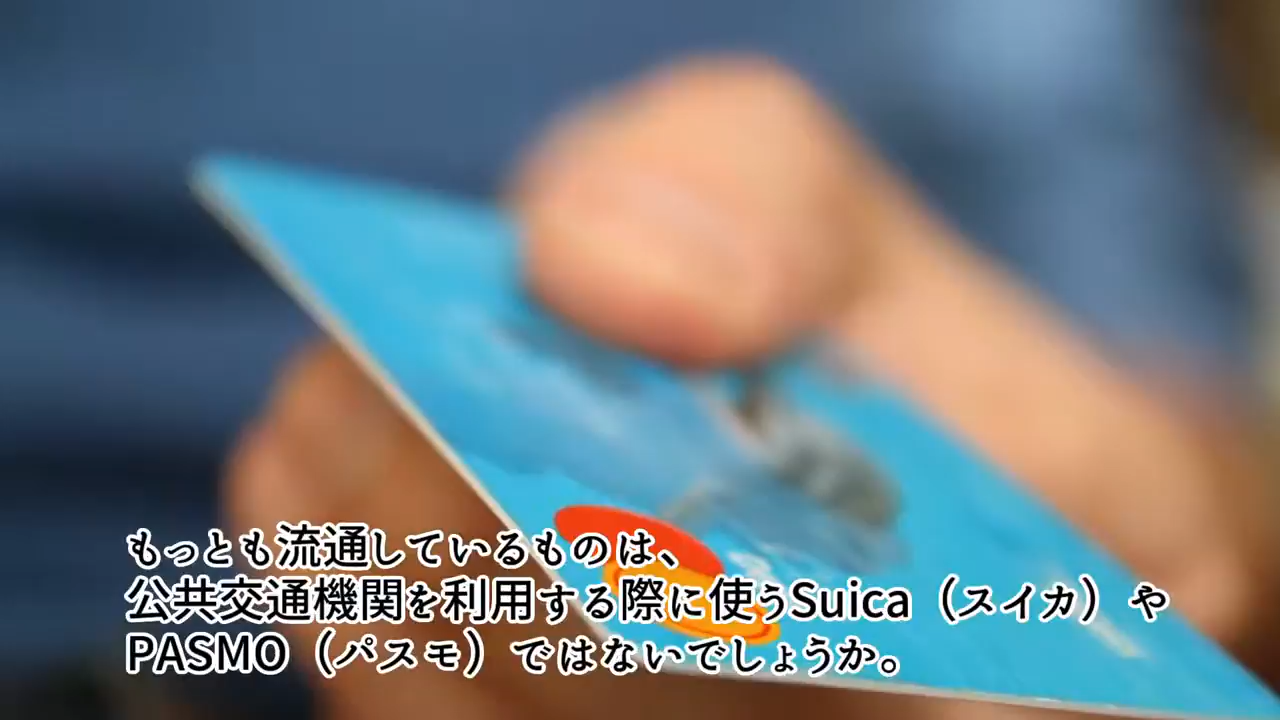 もっとも流通しているものは、
公共交通機関を利用する際に使うSuica（スイカ）や
PASMO（パスモ）ではないでしょうか。